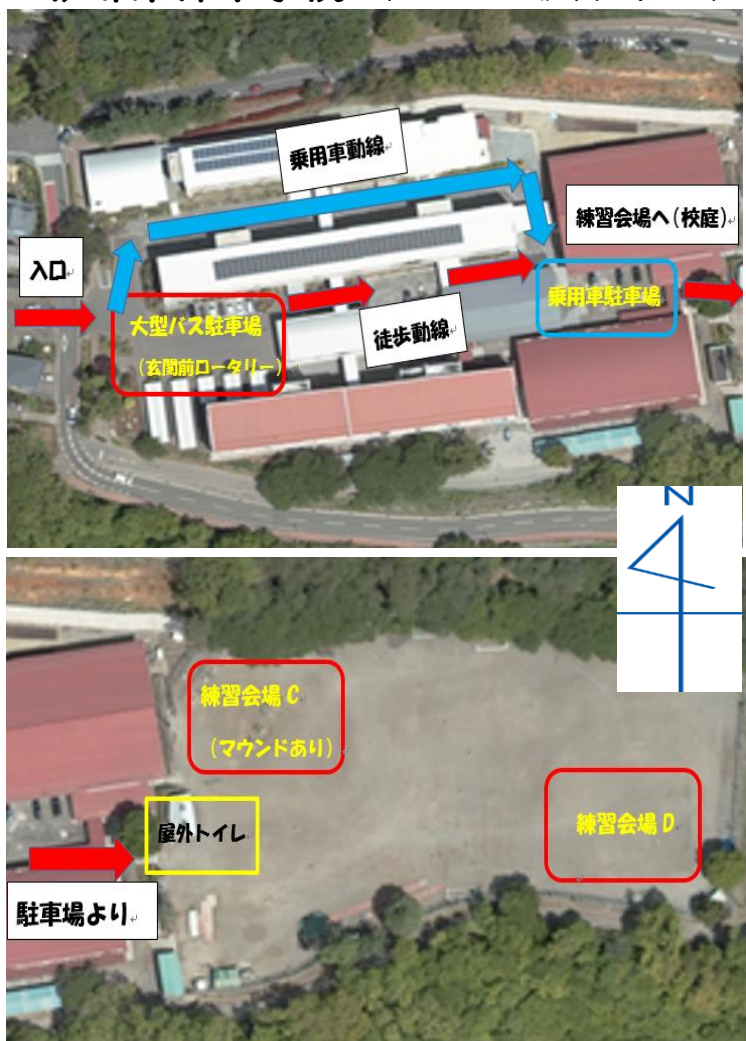 乗用車動線
練習会場へ(校庭)
入口
大型バス駐車場
(玄関前ロータリー)
乗用車駐車場
徒歩動線
N
練習会場C
(マウンドあり)
練習会場D
屋外トイレ
駐車場より